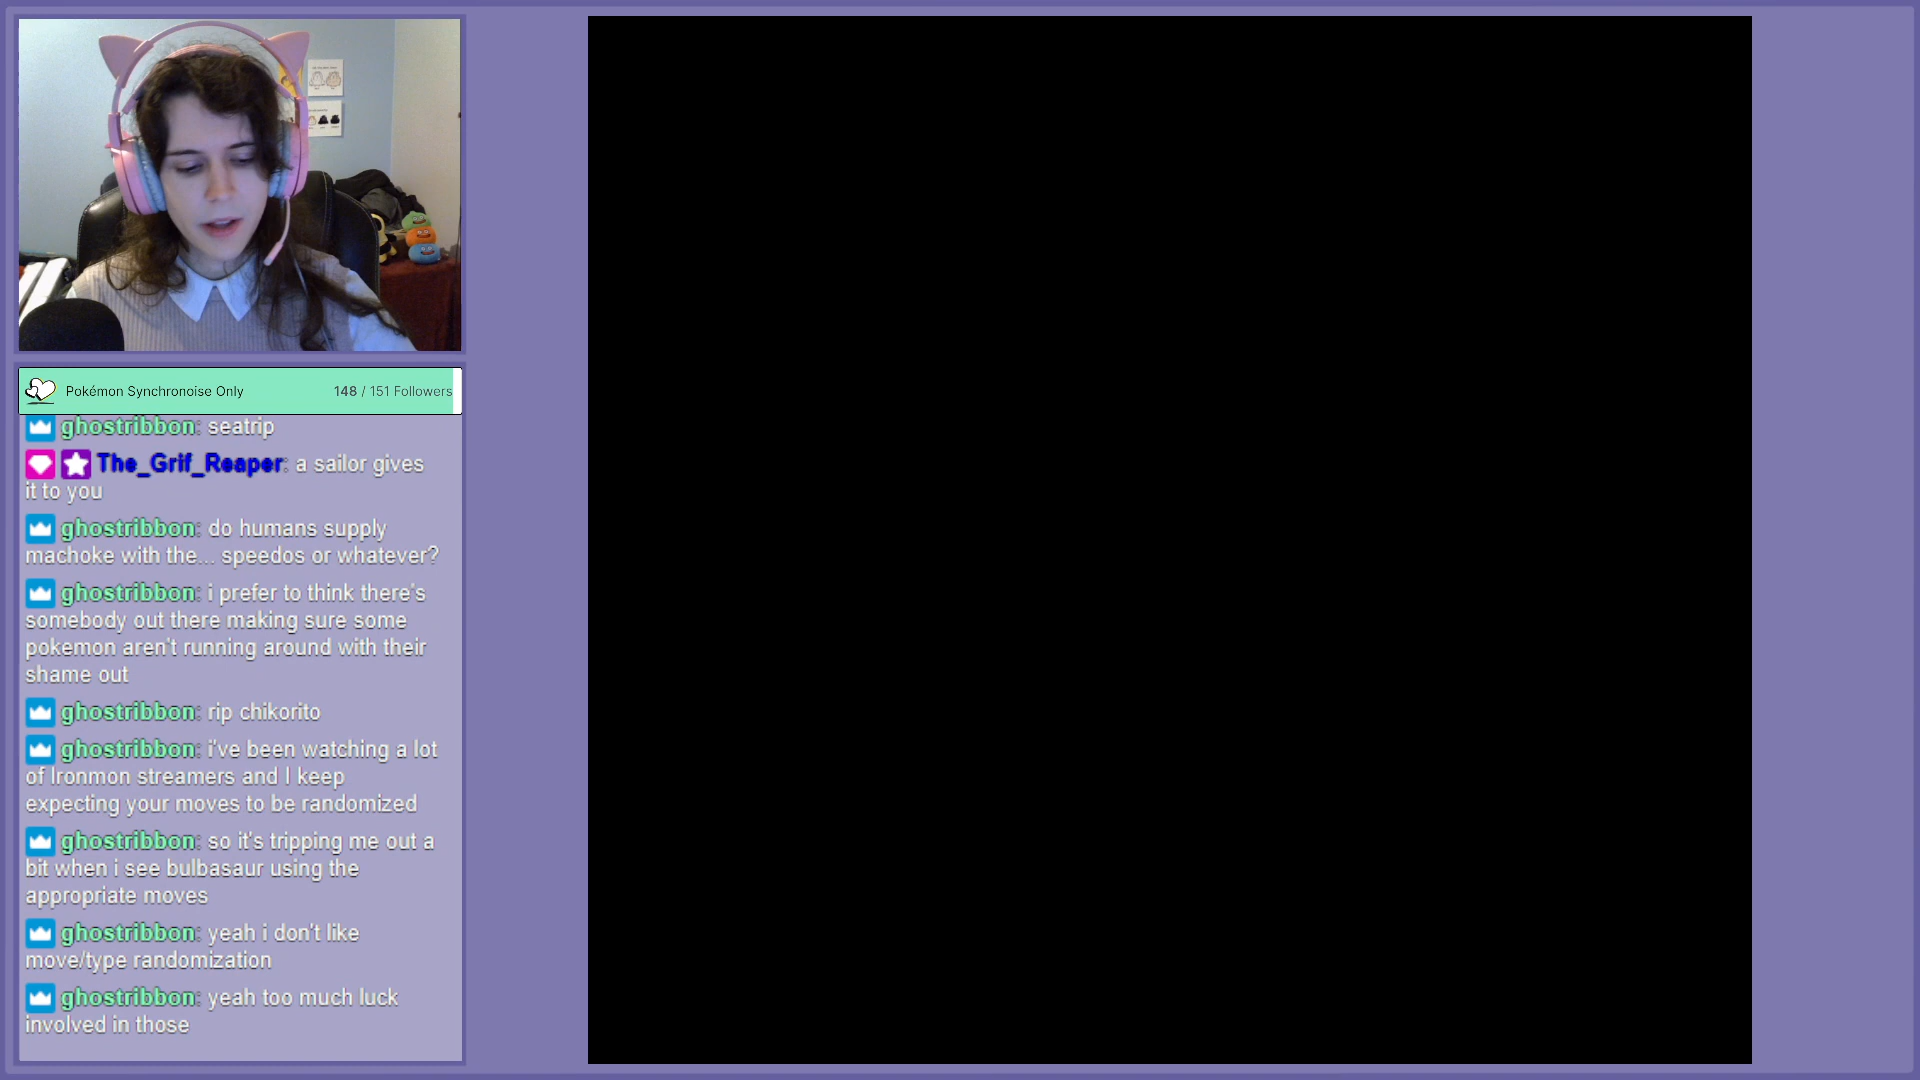 Pokémon Synchronoise Only 148 / 151 Followers
ghostribbon: seatrip
The_Grif_Reaper: a sailor gives
it to you
ghostribbon: do humans supply
machoke with the... speedos or whatever?
ghostribbon: i prefer to think there's
somebody out there making sure some
pokemon aren't running around with their
shame out
ghostribbon: rip chikorito
ghostribbon: i've been watching a lot
of Ironmon streamers and I keep
expecting your moves to be randomized
ghostribbon: so it's tripping me out a
bit when i see bulbasaur using the
appropriate moves
ghostribbon: yeah i don't like
move/type randomization
ghostribbon: yeah too much luck
involved in those